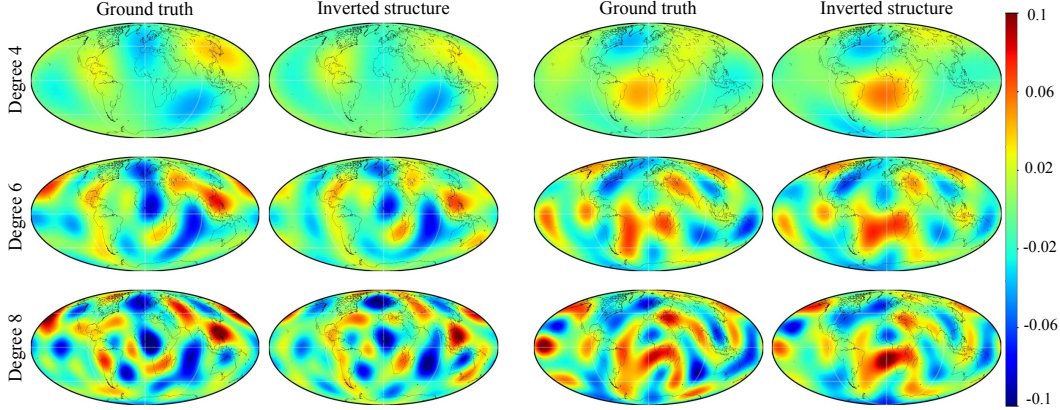 Ground truth Inverted structure Ground truth Inverted structure
Degree 4
Degree 6
Degree 8
0.1
0.06
0.02
-0.02
-0.06
-0.1